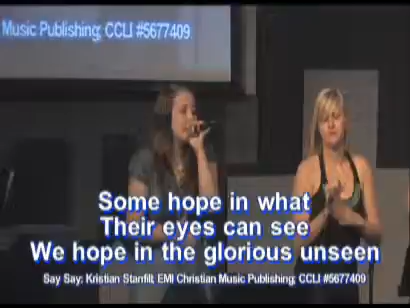 Music Publishing; CCLI #5677409
Some hope in what
Their eyes can see
We hope in the glorious unseen
Say Say; Kristian Stanfill; EMI Christian Music Publishing; CCLI #5677409